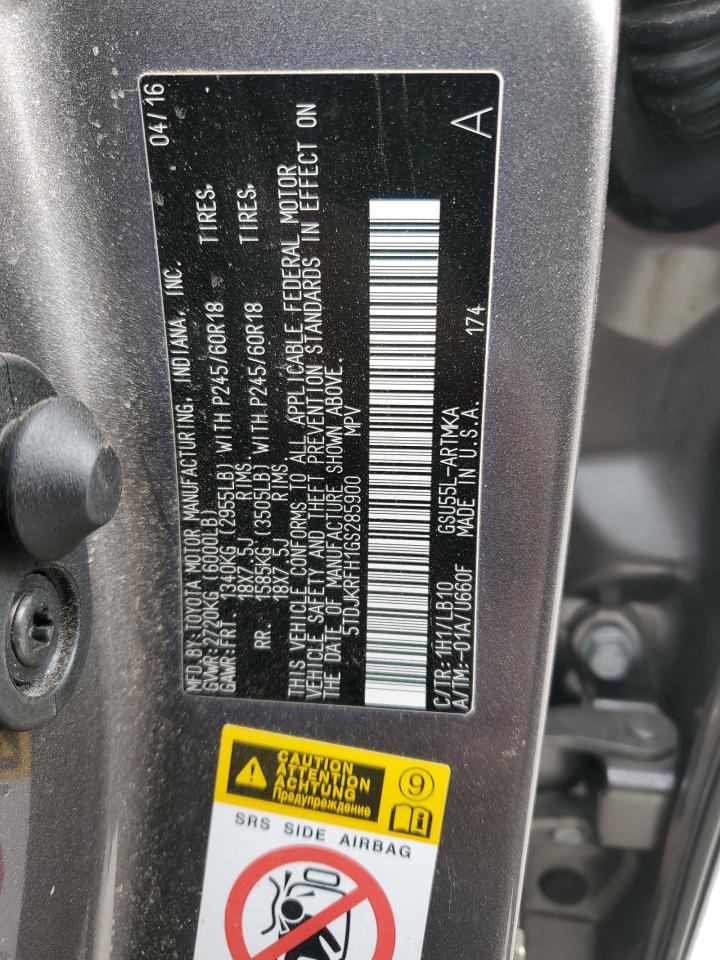 04/16
MFD.BY:TOYOTA MOTOR MANUFACTURING, INDIANA, INC.
GVWR:2720KG (6000LB)
GAWR:FRT 1340KG (2955LB) WITH P245/60R18 TIRES,
18X7.5J RIMS.
RR. 1585KG (3505LB) WITH P245/60R18 TIRES,
18X7.5J RIMS
THIS VEHICLE CONFORMS TO ALL APPLICABLE FEDERAL MOTOR
VEHICLE SAFETY AND THEFT PREVENTION STANDARDS IN EFFECT ON
THE DATE OF MANUFACTURE SHOWN ABOVE.
5TDJKRFH1GS285900 MPV
C/TR:1H1/LB10 GSU55L-ARTMKA 174 A
A/TM:-01A/U660F MADE IN U.S.A.
CAUTION
ATTENTION
ACHTUNG
Предупреждение
9
SRS SIDE AIRBAG